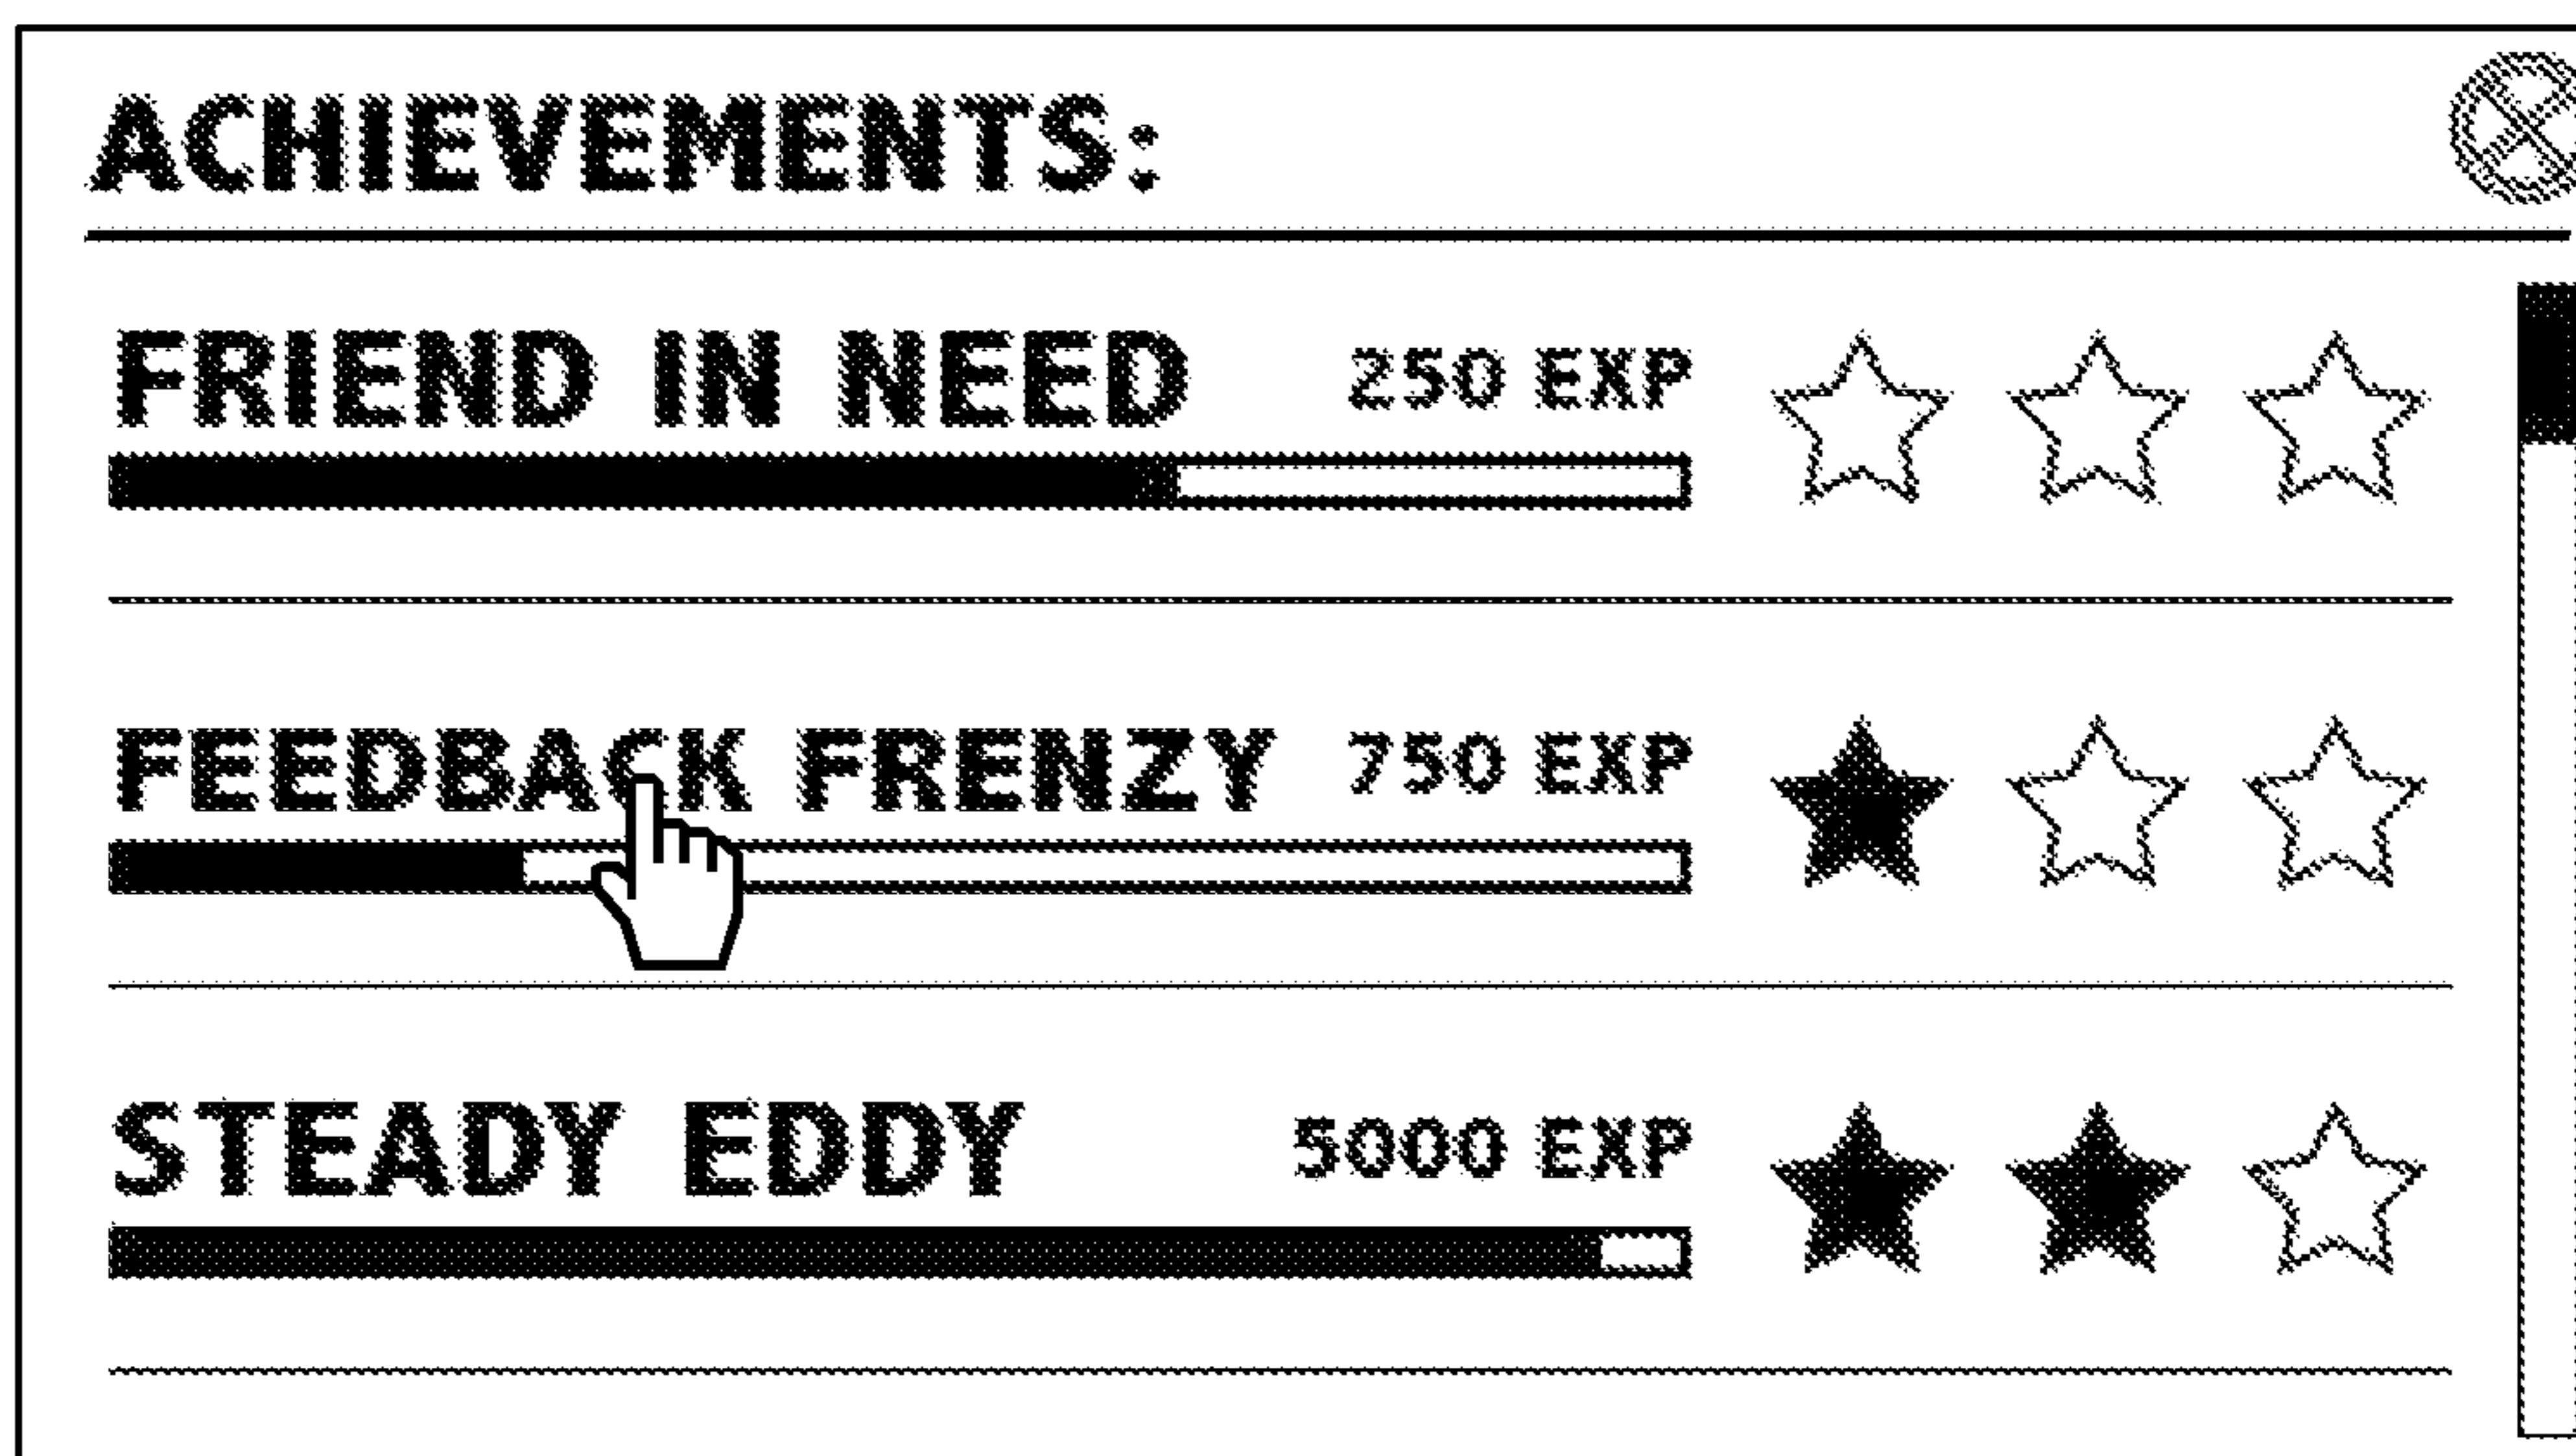 ACHIEVEMENTS:
FRIEND IN NEED 250 EXP
FEEDBACK FRENZY 750 EXP
STEADY EDDY 5000 EXP